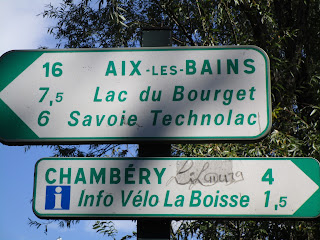 16 AIX-LES-BAINS
7,5 Lac du Bourget
6 Savoie Technolac
CHAMBÉRY 4
i Info Vélo La Boisse 1,5